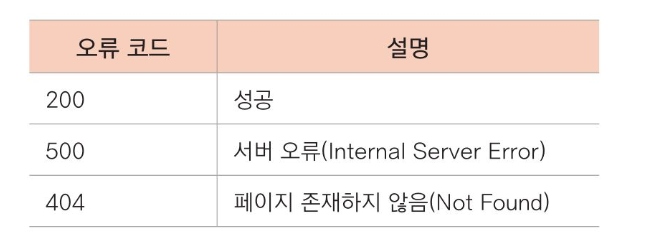 오류 코드 설명
200 성공
500 서버 오류(Internal Server Error)
404 페이지 존재하지 않음(Not Found)